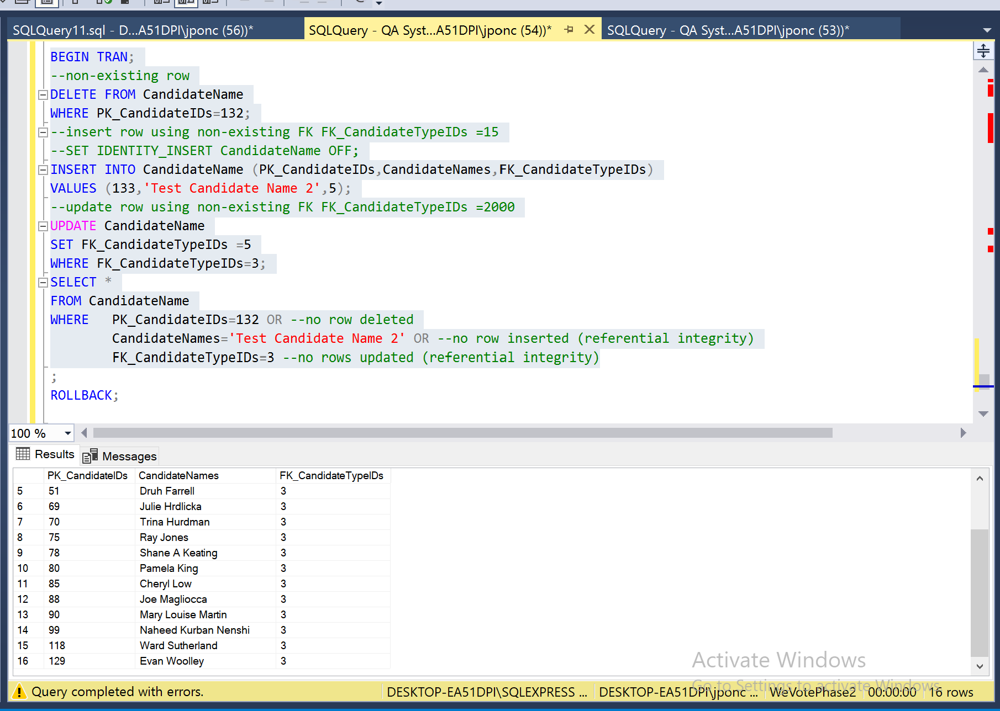 SQLQuery11.sql - D...A51DPI\jponc (56))*
SQLQuery - QA Syst...A51DPI\jponc (54))*
SQLQuery - QA Syst...A51DPI\jponc (53))*
BEGIN TRAN;
--non-existing row
DELETE FROM CandidateName
WHERE PK_CandidateIDs=132;
--insert row using non-existing FK FK_CandidateTypeIDs =15
--SET IDENTITY_INSERT CandidateName OFF;
INSERT INTO CandidateName (PK_CandidateIDs,CandidateNames,FK_CandidateTypeIDs)
VALUES (133,'Test Candidate Name 2',5);
--update row using non-existing FK FK_CandidateTypeIDs =2000
UPDATE CandidateName
SET FK_CandidateTypeIDs =5
WHERE FK_CandidateTypeIDs=3;
SELECT *
FROM CandidateName
WHERE PK_CandidateIDs=132 OR --no row deleted
CandidateNames='Test Candidate Name 2' OR --no row inserted (referential integrity)
FK_CandidateTypeIDs=3 --no rows updated (referential integrity)
;
ROLLBACK;
100 %
Results Messages
PK_CandidateIDs CandidateNames FK_CandidateTypeIDs
5 51 Druh Farrell 3
6 69 Julie Hrdlicka 3
7 70 Trina Hurdman 3
8 75 Ray Jones 3
9 78 Shane A Keating 3
10 80 Pamela King 3
11 85 Cheryl Low 3
12 88 Joe Magliocca 3
13 90 Mary Louise Martin 3
14 99 Naheed Kurban Nenshi 3
15 118 Ward Sutherland 3
16 129 Evan Woolley 3
Activate Windows
Go to Settings to activate Windows.
Query completed with errors.
DESKTOP-EA51DPI\SQLEXPRESS ...
DESKTOP-EA51DPI\jponc ...
WeVotePhase2
00:00:00
16 rows